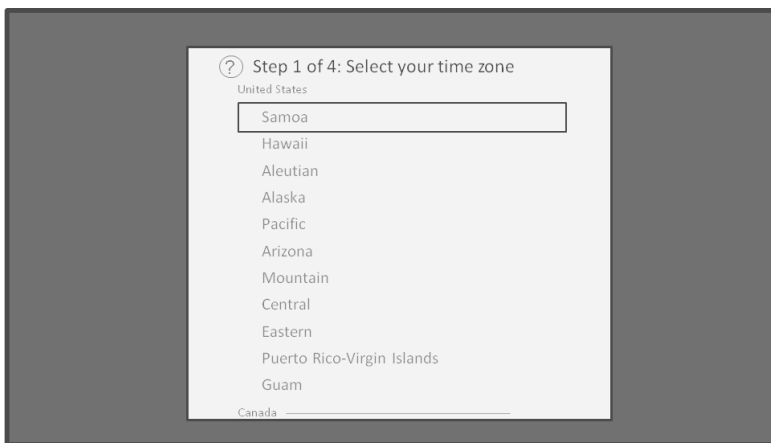 ? Step 1 of 4: Select your time zone
United States
Samoa
Hawaii
Aleutian
Alaska
Pacific
Arizona
Mountain
Central
Eastern
Puerto Rico-Virgin Islands
Guam
Canada